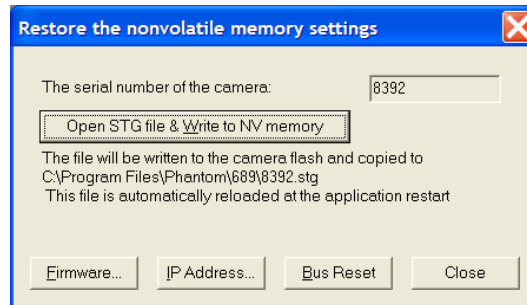 Restore the nonvolatile memory settings
The serial number of the camera: 8392
Open STG file & Write to NV memory
The file will be written to the camera flash and copied to
C:\Program Files\Phantom\689\8392.stg
This file is automatically reloaded at the application restart
Firmware... IP Address... Bus Reset Close